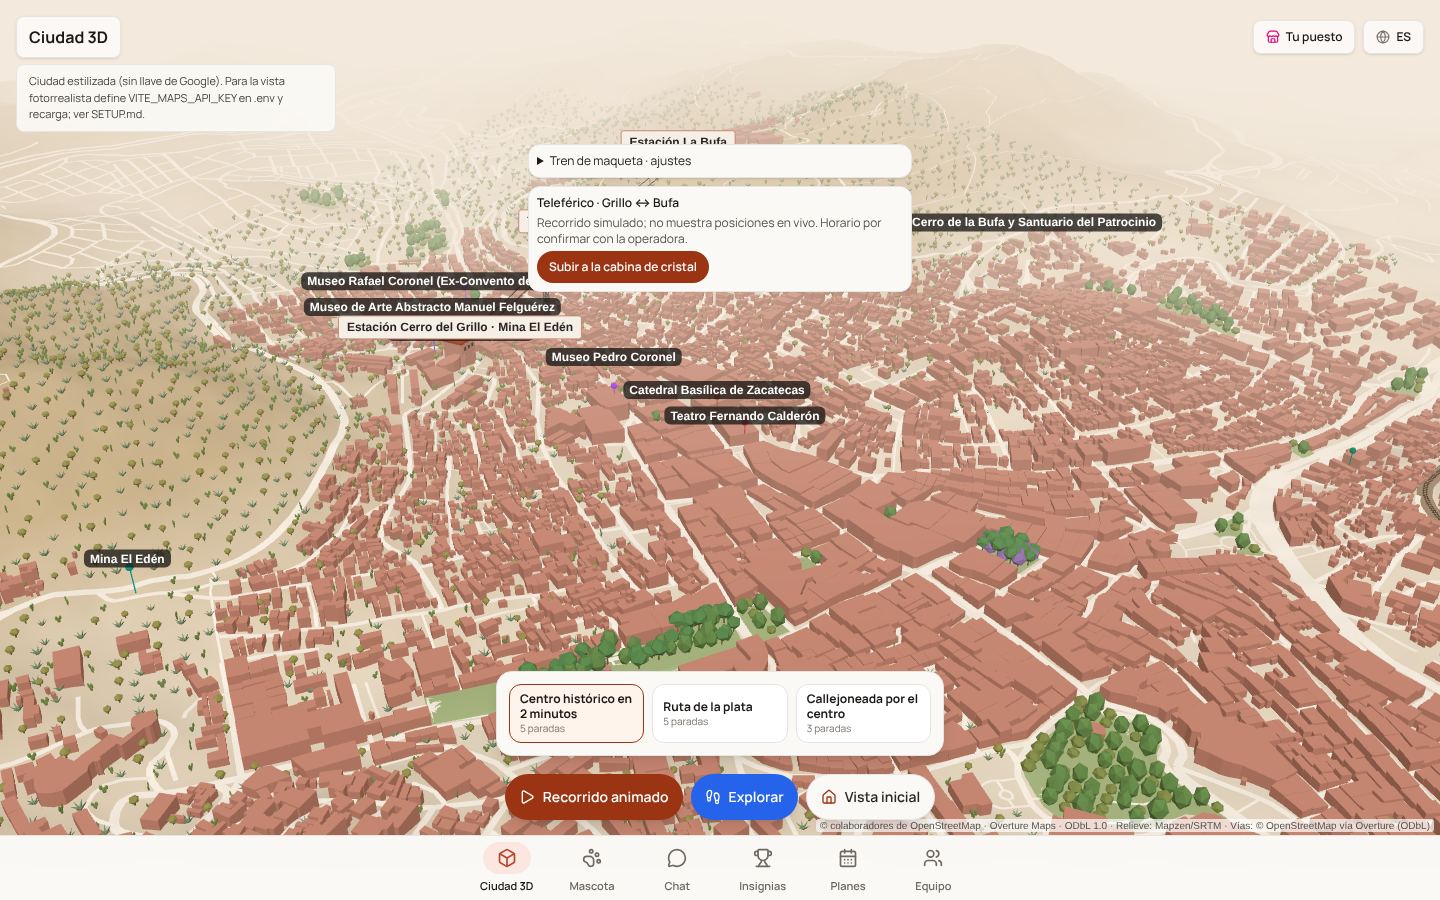 Ciudad 3D
Tu puesto
ES
Ciudad estilizada (sin llave de Google). Para la vista
fotorrealista define VITE_MAPS_API_KEY en .env y
recarga; ver SETUP.md.
Estación La Bufa
▶ Tren de maqueta · ajustes
Teleférico · Grillo ↔ Bufa
Recorrido simulado; no muestra posiciones en vivo. Horario por
confirmar con la operadora.
Subir a la cabina de cristal
Cerro de la Bufa y Santuario del Patrocinio
Museo Rafael Coronel (Ex-Convento de
Museo de Arte Abstracto Manuel Felguérez
Estación Cerro del Grillo · Mina El Edén
Museo Pedro Coronel
Catedral Basílica de Zacatecas
Teatro Fernando Calderón
Mina El Edén
Centro histórico en
2 minutos
5 paradas
Ruta de la plata
5 paradas
Callejoneada por el
centro
3 paradas
Recorrido animado
Explorar
Vista inicial
© colaboradores de OpenStreetMap · Overture Maps · ODbL 1.0 · Relieve: Mapzen/SRTM · Vías: © OpenStreetMap vía Overture (ODbL)
Ciudad 3D
Mascota
Chat
Insignias
Planes
Equipo